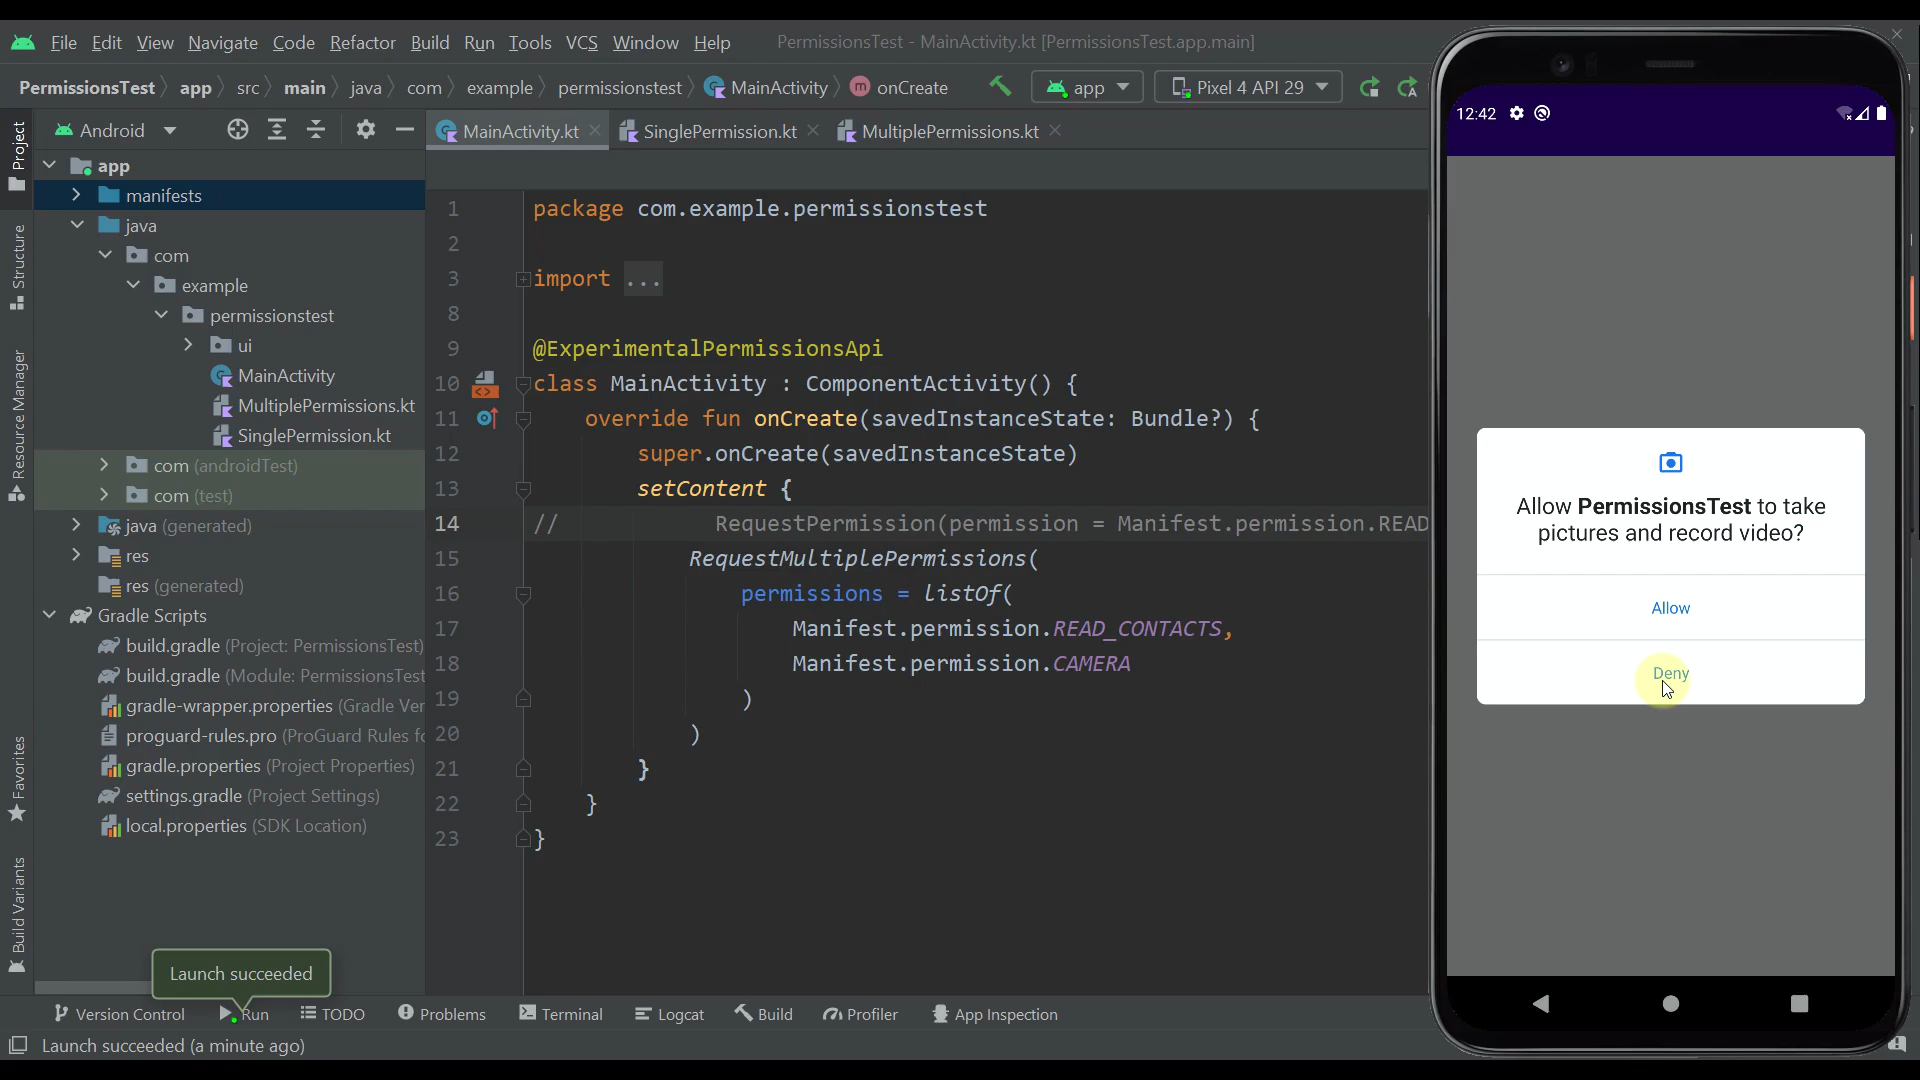 File Edit View Navigate Code Refactor Build Run Tools VCS Window Help PermissionsTest - MainActivity.kt [PermissionsTest.app.main]
PermissionsTest app src main java com example permissionstest MainActivity onCreate app Pixel 4 API 29
Project
Structure
Resource Manager
Favorites
Build Variants
Android
app
manifests
java
com
example
permissionstest
ui
MainActivity
MultiplePermissions.kt
SinglePermission.kt
com (androidTest)
com (test)
java (generated)
res
res (generated)
Gradle Scripts
build.gradle (Project: PermissionsTest)
build.gradle (Module: PermissionsTest
gradle-wrapper.properties (Gradle Ver
proguard-rules.pro (ProGuard Rules fo
gradle.properties (Project Properties)
settings.gradle (Project Settings)
local.properties (SDK Location)
MainActivity.kt SinglePermission.kt MultiplePermissions.kt
1 package com.example.permissionstest
2
3 import ...
8
9 @ExperimentalPermissionsApi
10 class MainActivity : ComponentActivity() {
11 override fun onCreate(savedInstanceState: Bundle?) {
12 super.onCreate(savedInstanceState)
13 setContent {
14 // RequestPermission(permission = Manifest.permission.READ
15 RequestMultiplePermissions(
16 permissions = listOf(
17 Manifest.permission.READ_CONTACTS,
18 Manifest.permission.CAMERA
19 )
20 )
21 }
22 }
23 }
12:42
Allow PermissionsTest to take
pictures and record video?
Allow
Deny
Launch succeeded
Version Control Run TODO Problems Terminal Logcat Build Profiler App Inspection
Launch succeeded (a minute ago)